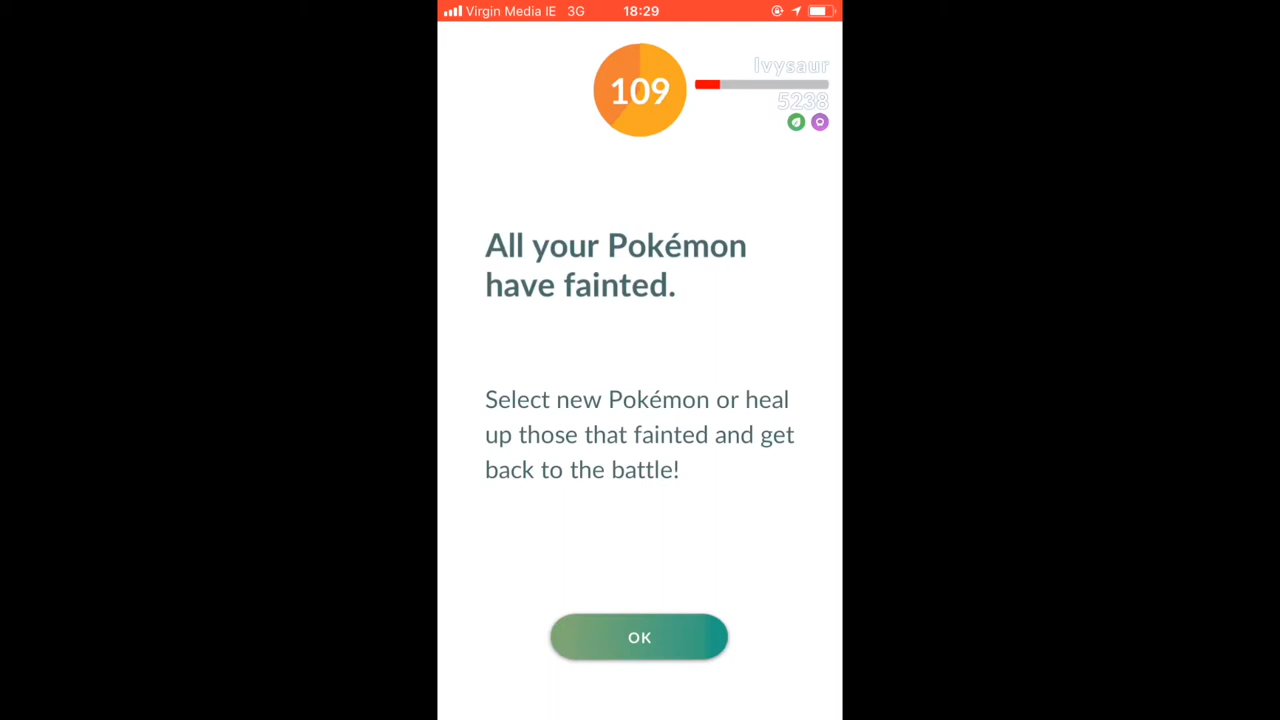 Virgin Media IE 3G 18:29
109
Ivysaur
5238
All your Pokémon
have fainted.
Select new Pokémon or heal
up those that fainted and get
back to the battle!
OK